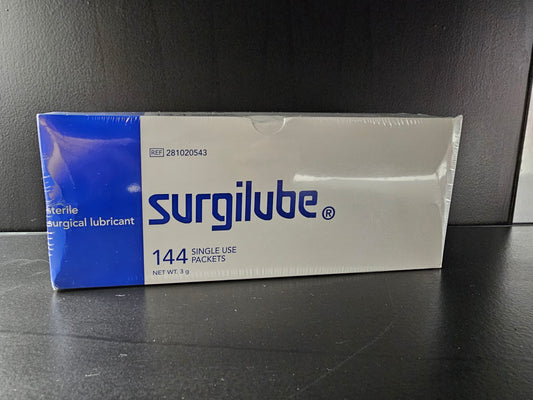 REF 281020543
sterile
surgical lubricant
surgilube®
144 SINGLE USE
PACKETS
NET WT. 3 g